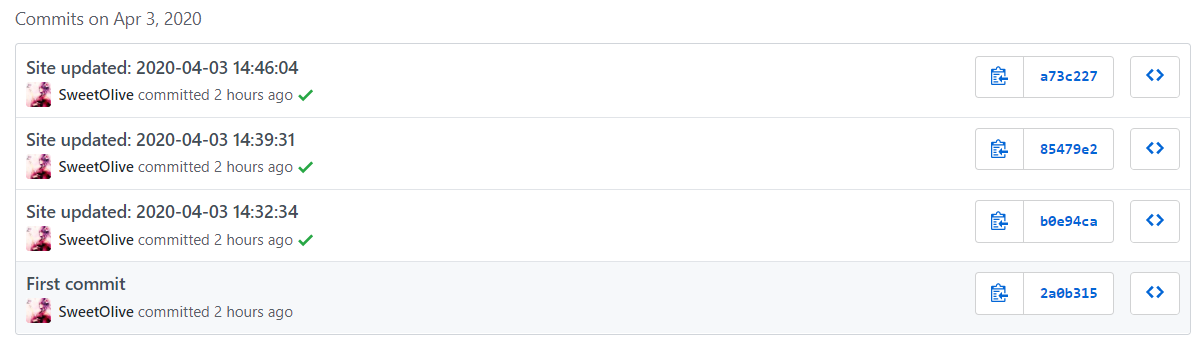 Commits on Apr 3, 2020
Site updated: 2020-04-03 14:46:04
SweetOlive committed 2 hours ago
a73c227
Site updated: 2020-04-03 14:39:31
SweetOlive committed 2 hours ago
85479e2
Site updated: 2020-04-03 14:32:34
SweetOlive committed 2 hours ago
b0e94ca
First commit
SweetOlive committed 2 hours ago
2a0b315